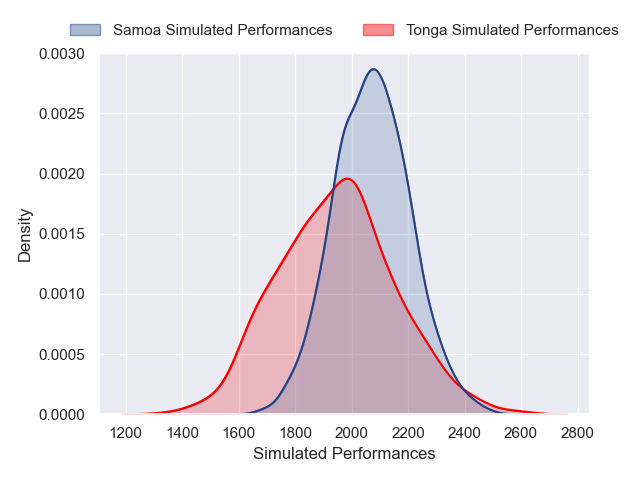 Samoa Simulated Performances
Tonga Simulated Performances
0.0030
0.0025
0.0020
0.0015
0.0010
0.0005
0.0000
Density
1200 1400 1600 1800 2000 2200 2400 2600 2800
Simulated Performances